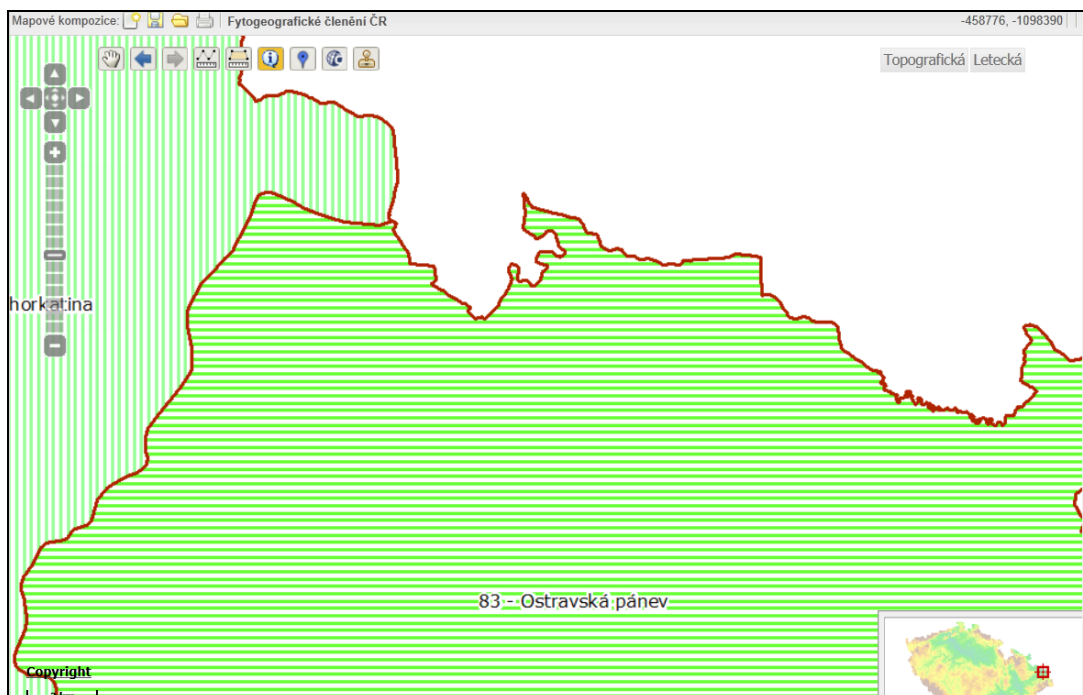 Mapové kompozice: Fytogeografické členění ČR -458776, -1098390
Topografická Letecká
horkatina
83 - Ostravská pánev
Copyright